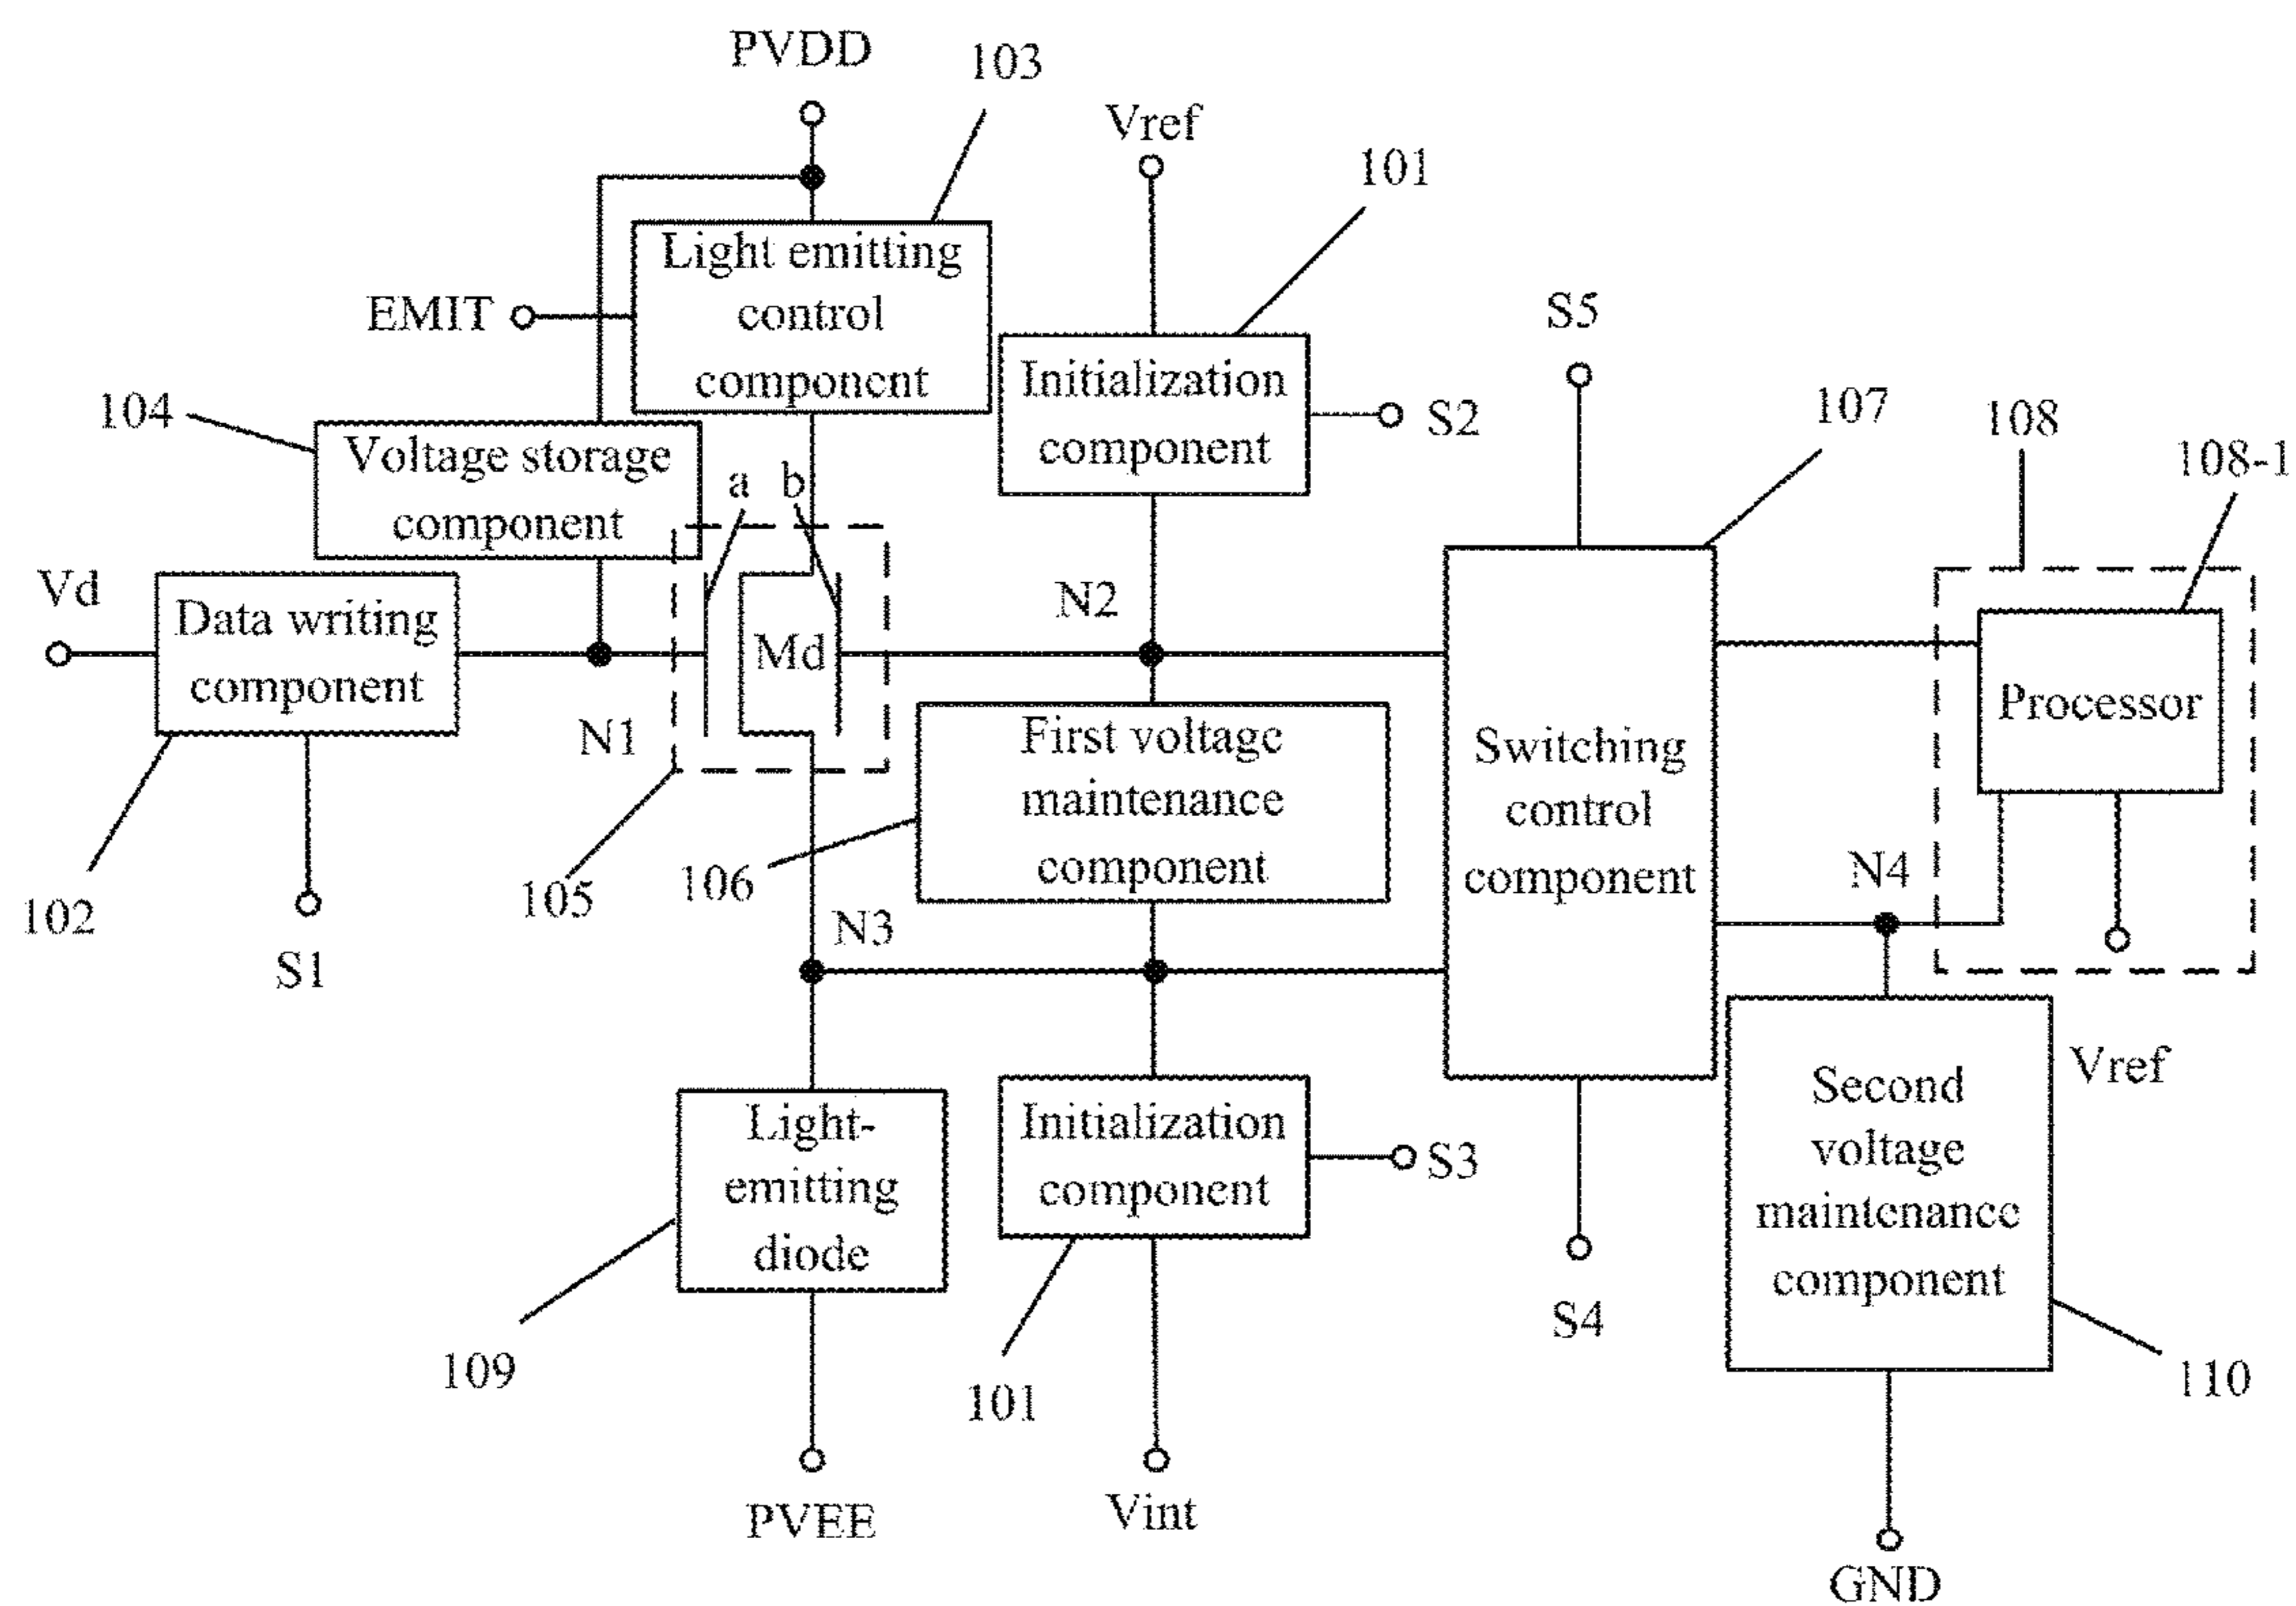 PVDD
103
Vref
101
Light emitting
control
component
EMIT
S5
Initialization
component
S2
107
108
108-1
104
Voltage storage
component
a
b
Vd
Data writing
component
N1
Md
N2
Processor
First voltage
maintenance
component
Switching
control
component
102
S1
105
106
N3
N4
Light-
emitting
diode
Initialization
component
S3
Vref
Second
voltage
maintenance
component
109
101
S4
110
PVEE
Vint
GND